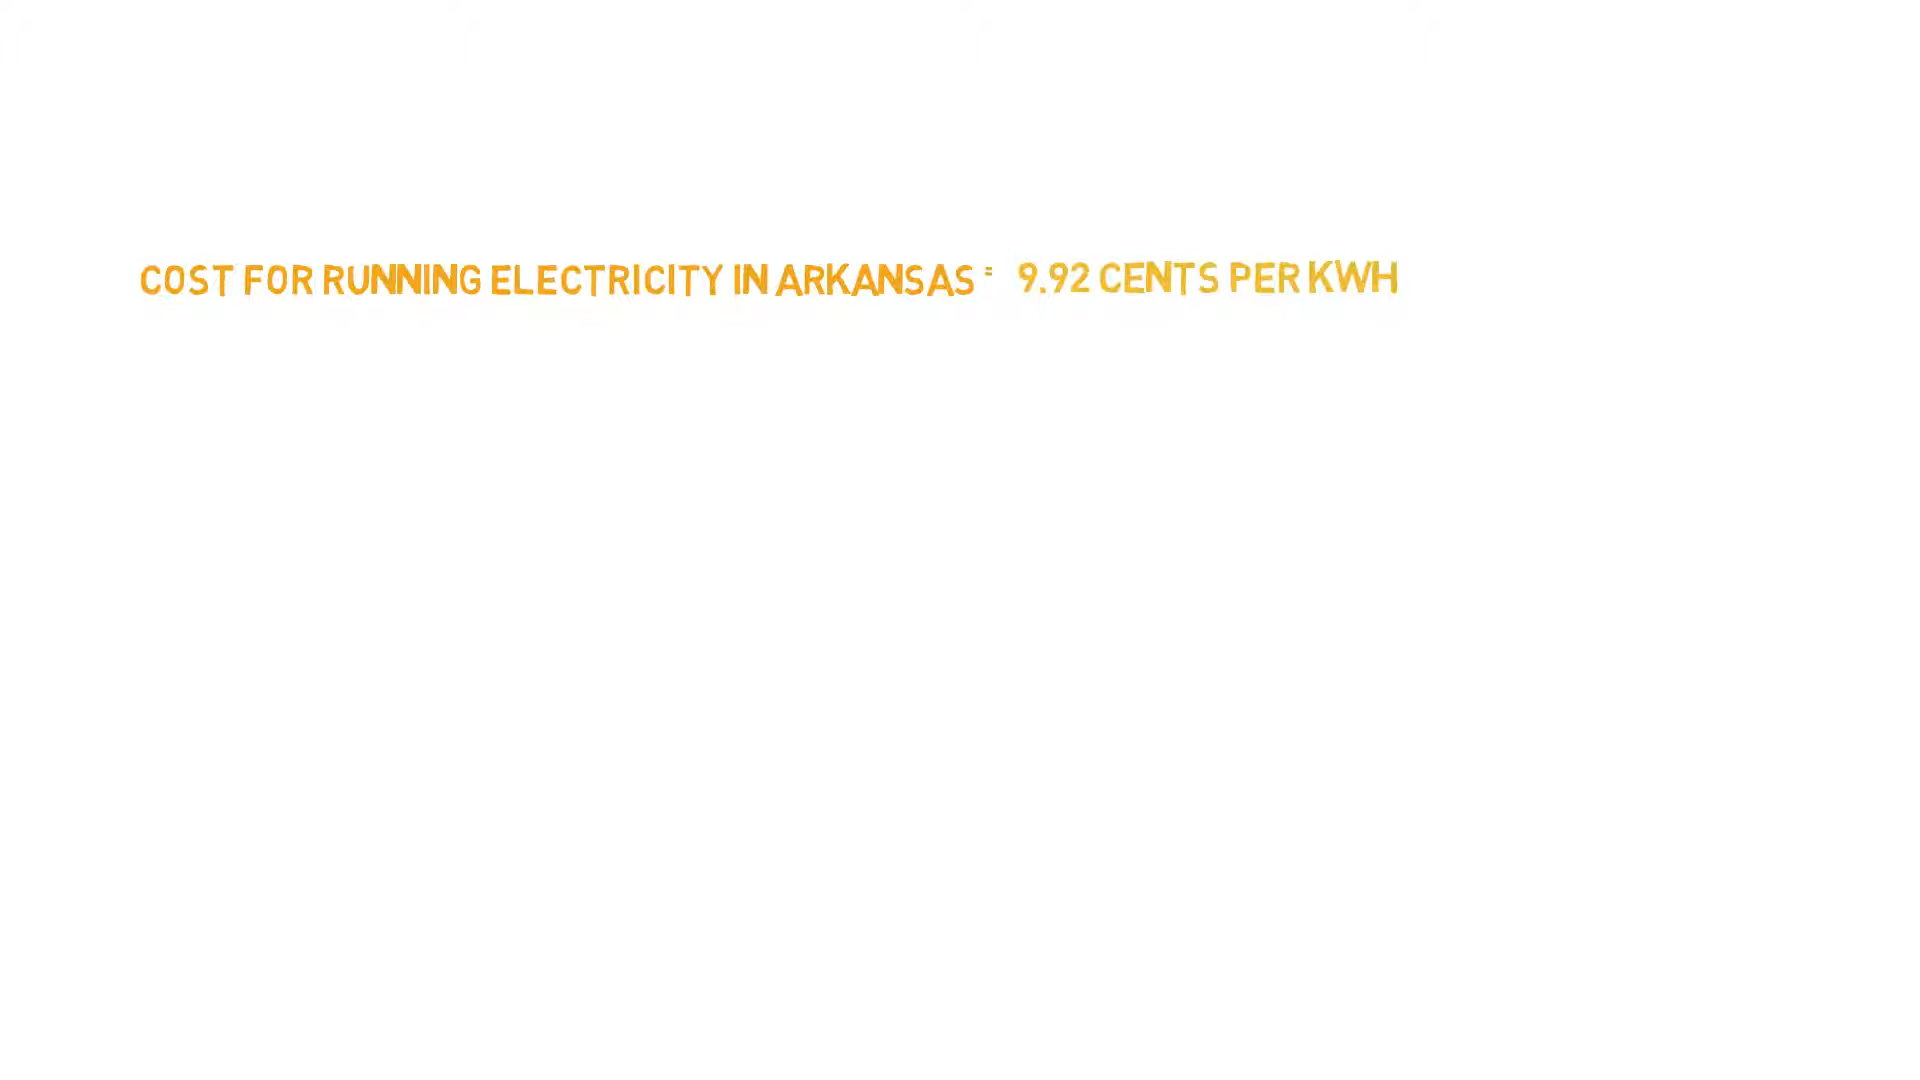 COST FOR RUNNING ELECTRICITY IN ARKANSAS = 9.92 CENTS PER KWH